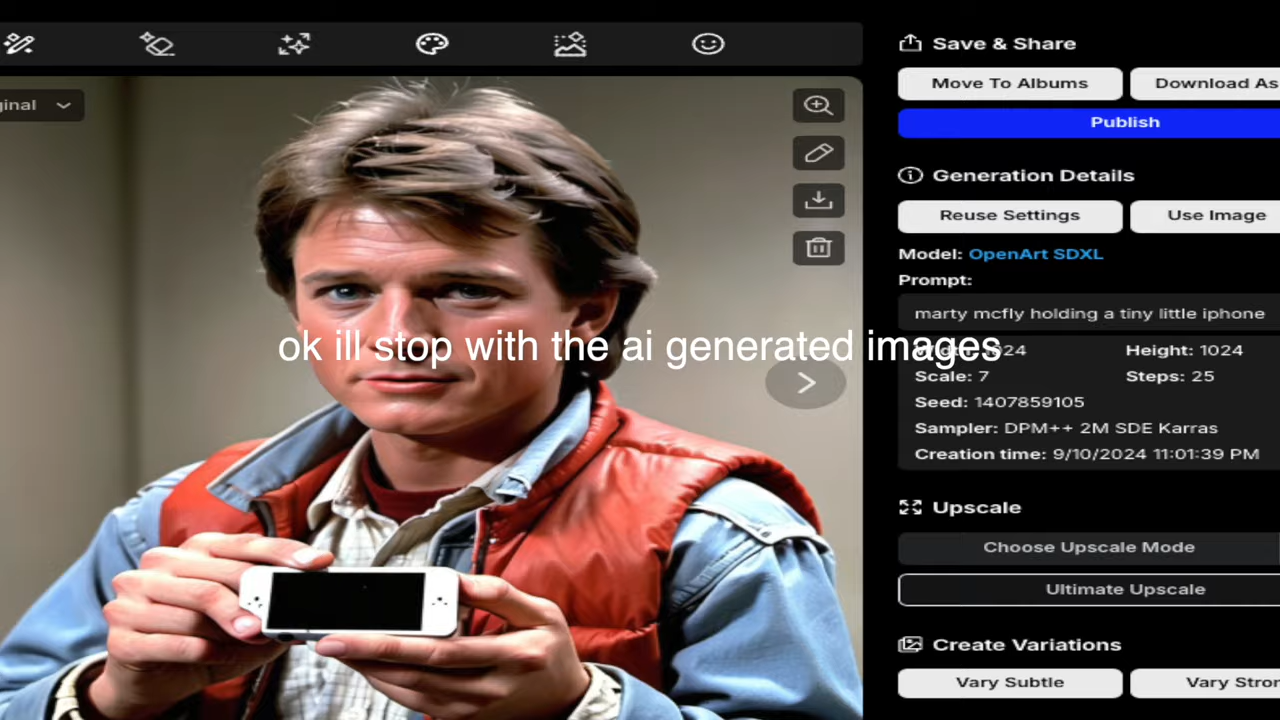 ginal
ok ill stop with the ai generated images
Save & Share
Move To Albums
Download As
Publish
Generation Details
Reuse Settings
Use Image
Model: OpenArt SDXL
Prompt:
marty mcfly holding a tiny little iphone
Height: 1024
Scale: 7
Steps: 25
Seed: 1407859105
Sampler: DPM++ 2M SDE Karras
Creation time: 9/10/2024 11:01:39 PM
Upscale
Choose Upscale Mode
Ultimate Upscale
Create Variations
Vary Subtle
Vary Stron